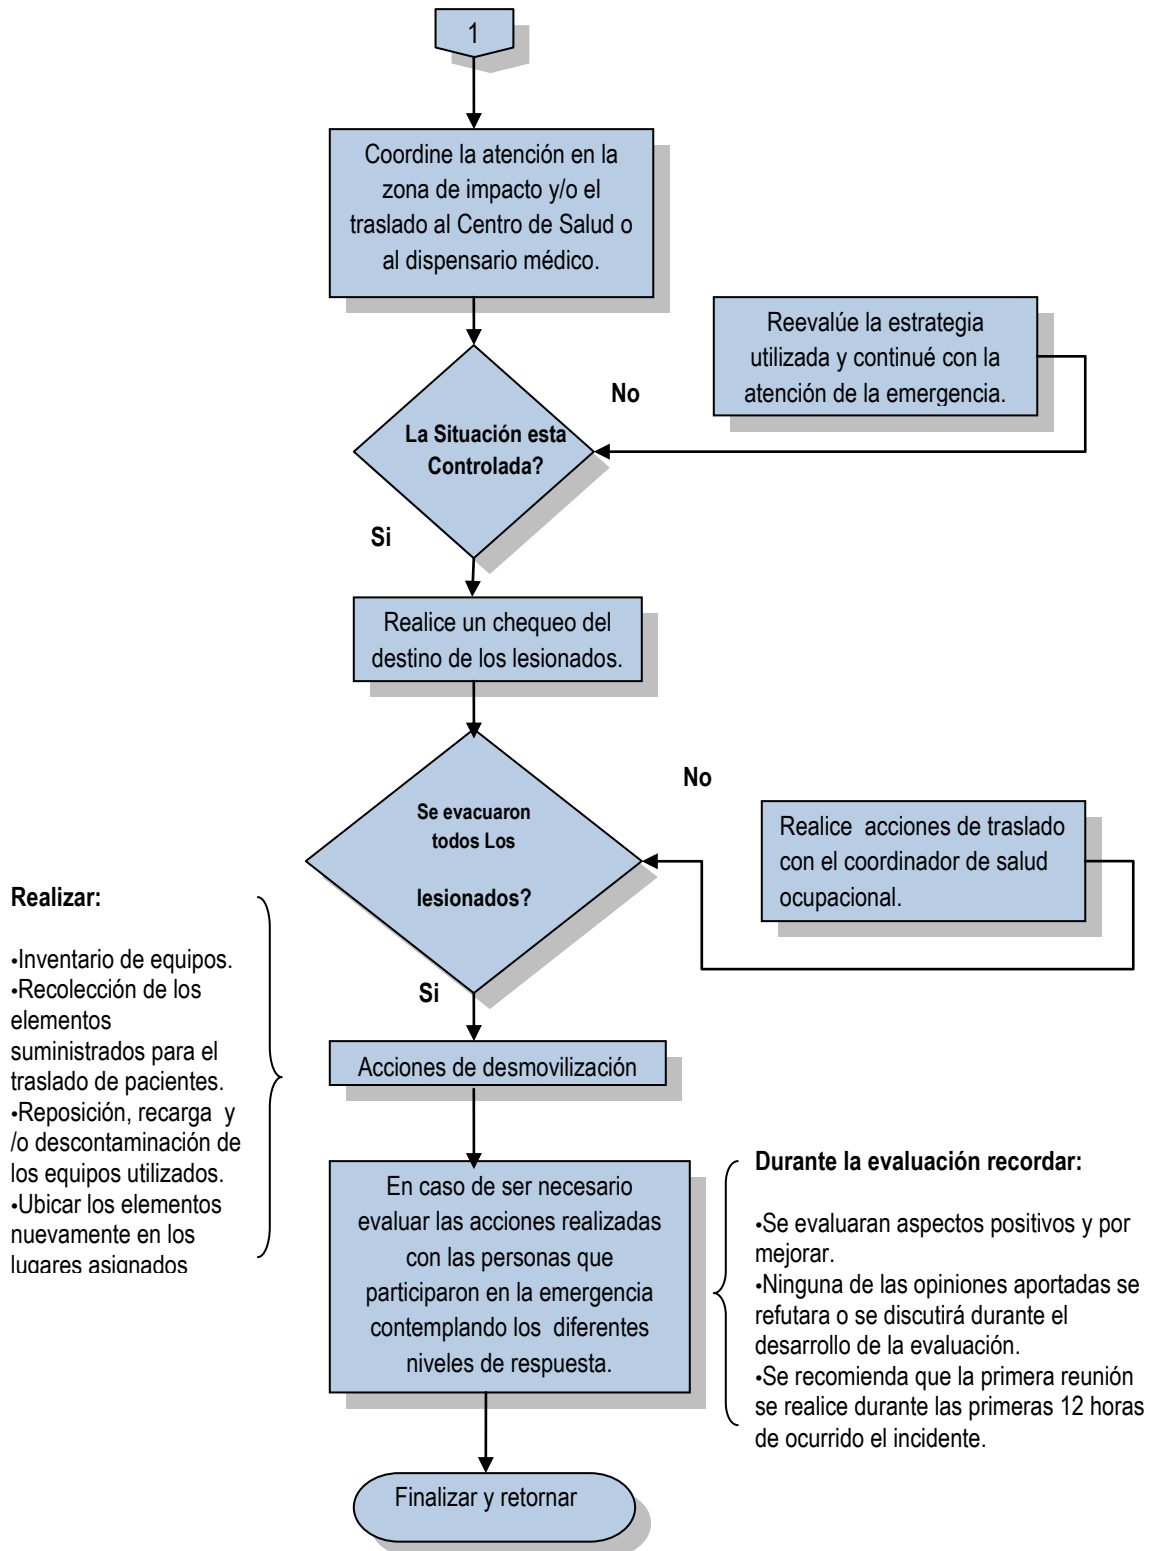 1
Coordine la atención en la
zona de impacto y/o el
traslado al Centro de Salud o
al dispensario médico.
Reevalúe la estrategia
utilizada y continué con la
atención de la emergencia.
No
La Situación esta
Controlada?
Si
Realice un chequeo del
destino de los lesionados.
No
Se evacuaron
todos Los
lesionados?
Realice acciones de traslado
con el coordinador de salud
ocupacional.
Si
Realizar:
•Inventario de equipos.
•Recolección de los
elementos
suministrados para el
traslado de pacientes.
•Reposición, recarga y
/o descontaminación de
los equipos utilizados.
•Ubicar los elementos
nuevamente en los
lugares asignados
Acciones de desmovilización
En caso de ser necesario
evaluar las acciones realizadas
con las personas que
participaron en la emergencia
contemplando los diferentes
niveles de respuesta.
Durante la evaluación recordar:
•Se evaluaran aspectos positivos y por
mejorar.
•Ninguna de las opiniones aportadas se
refutara o se discutirá durante el
desarrollo de la evaluación.
•Se recomienda que la primera reunión
se realice durante las primeras 12 horas
de ocurrido el incidente.
Finalizar y retornar